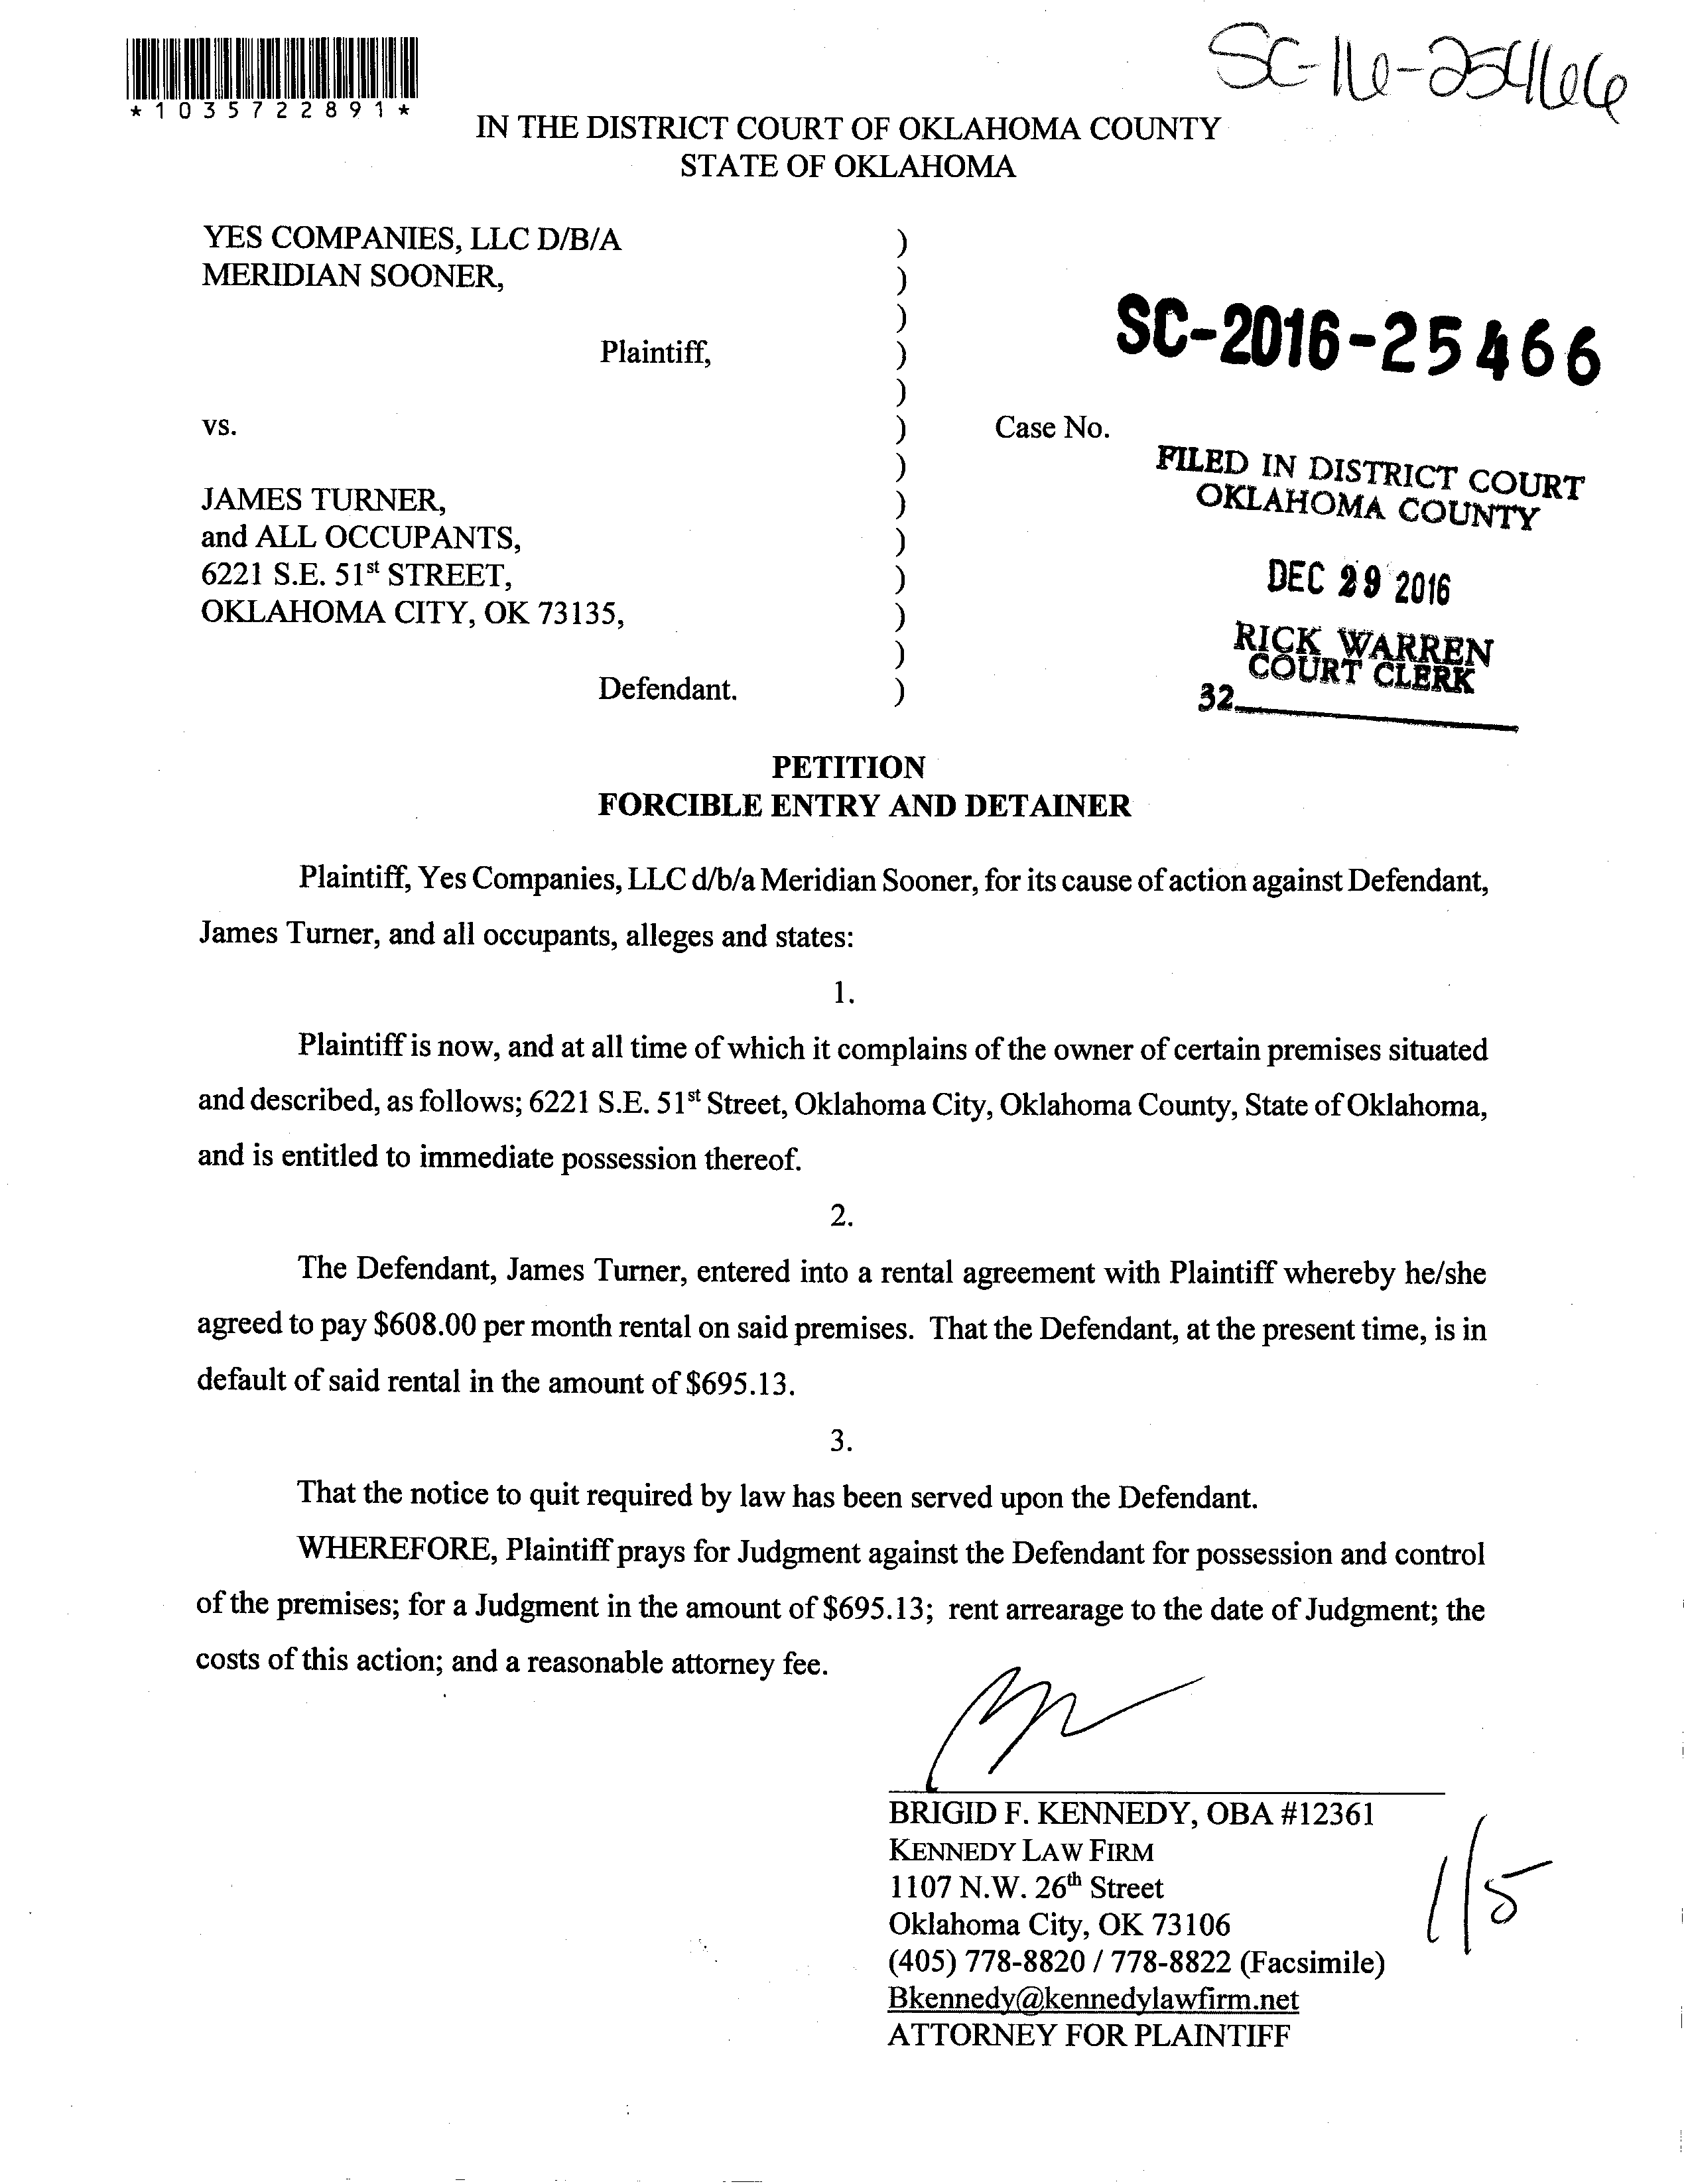 SC-16-25466
*1035722891*
IN THE DISTRICT COURT OF OKLAHOMA COUNTY
STATE OF OKLAHOMA
YES COMPANIES, LLC D/B/A )
MERIDIAN SOONER, )
)
Plaintiff, )
)
SC-2016-25466
vs. ) Case No.
)
JAMES TURNER, )
and ALL OCCUPANTS, )
6221 S.E. 51st STREET, )
OKLAHOMA CITY, OK 73135, )
)
Defendant. )
FILED IN DISTRICT COURT
OKLAHOMA COUNTY
DEC 29 2016
RICK WARREN
COURT CLERK
32
PETITION
FORCIBLE ENTRY AND DETAINER
Plaintiff, Yes Companies, LLC d/b/a Meridian Sooner, for its cause of action against Defendant,
James Turner, and all occupants, alleges and states:
1.
Plaintiff is now, and at all time of which it complains of the owner of certain premises situated
and described, as follows; 6221 S.E. 51st Street, Oklahoma City, Oklahoma County, State of Oklahoma,
and is entitled to immediate possession thereof.
2.
The Defendant, James Turner, entered into a rental agreement with Plaintiff whereby he/she
agreed to pay $608.00 per month rental on said premises. That the Defendant, at the present time, is in
default of said rental in the amount of $695.13.
3.
That the notice to quit required by law has been served upon the Defendant.
WHEREFORE, Plaintiff prays for Judgment against the Defendant for possession and control
of the premises; for a Judgment in the amount of $695.13; rent arrearage to the date of Judgment; the
costs of this action; and a reasonable attorney fee.
BRIGID F. KENNEDY, OBA #12361
KENNEDY LAW FIRM
1107 N.W. 26th Street
Oklahoma City, OK 73106
(405) 778-8820 / 778-8822 (Facsimile)
Bkennedy@kennedylawfirm.net
ATTORNEY FOR PLAINTIFF
1/5